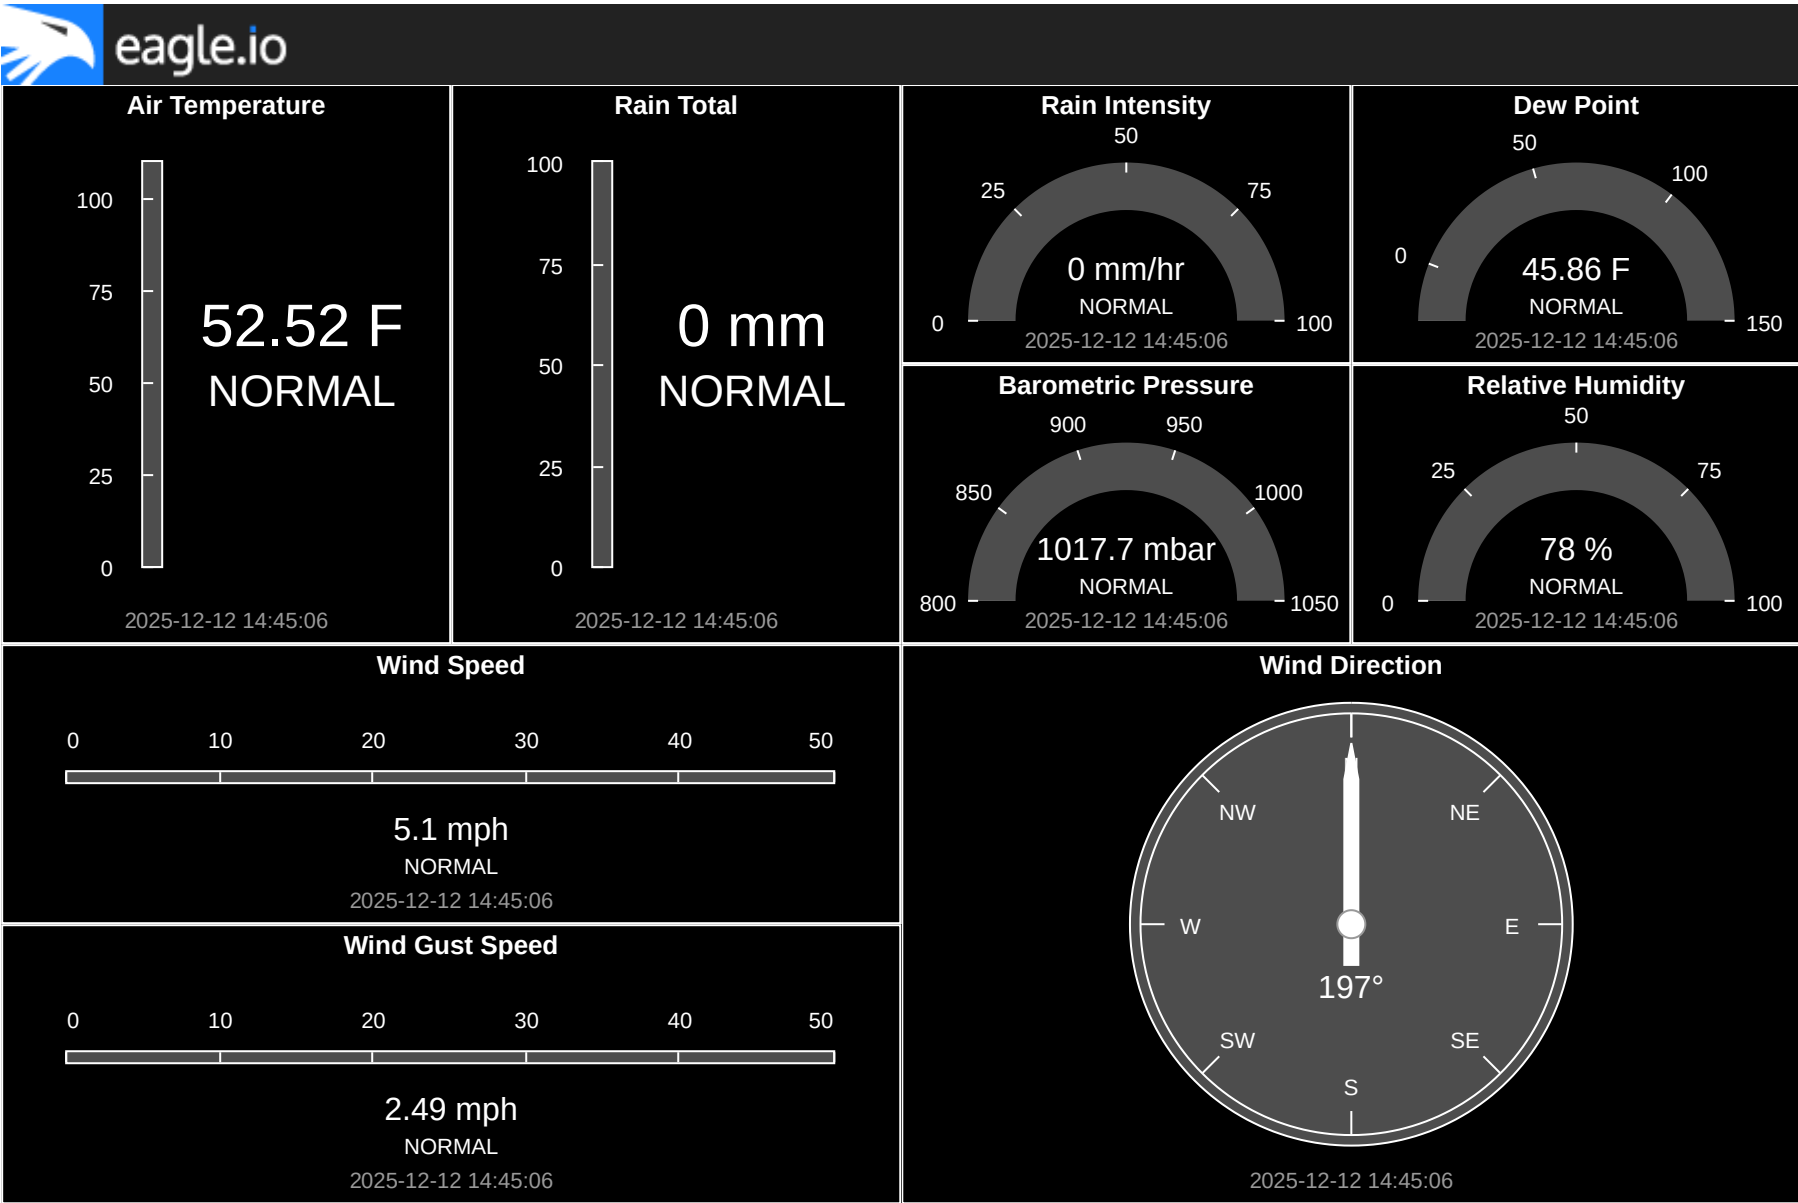 eagle.io
Air Temperature
100
75
50
25
0
52.52 F
NORMAL
2025-12-12 14:45:06
Rain Total
100
75
50
25
0
0 mm
NORMAL
2025-12-12 14:45:06
Rain Intensity
50
25
75
0
100
0 mm/hr
NORMAL
2025-12-12 14:45:06
Dew Point
50
100
0
150
45.86 F
NORMAL
2025-12-12 14:45:06
Barometric Pressure
900
950
850
1000
800
1050
1017.7 mbar
NORMAL
2025-12-12 14:45:06
Relative Humidity
50
25
75
0
100
78 %
NORMAL
2025-12-12 14:45:06
Wind Speed
0 10 20 30 40 50
5.1 mph
NORMAL
2025-12-12 14:45:06
Wind Gust Speed
0 10 20 30 40 50
2.49 mph
NORMAL
2025-12-12 14:45:06
Wind Direction
NW NE
W E
197°
SW SE
S
2025-12-12 14:45:06